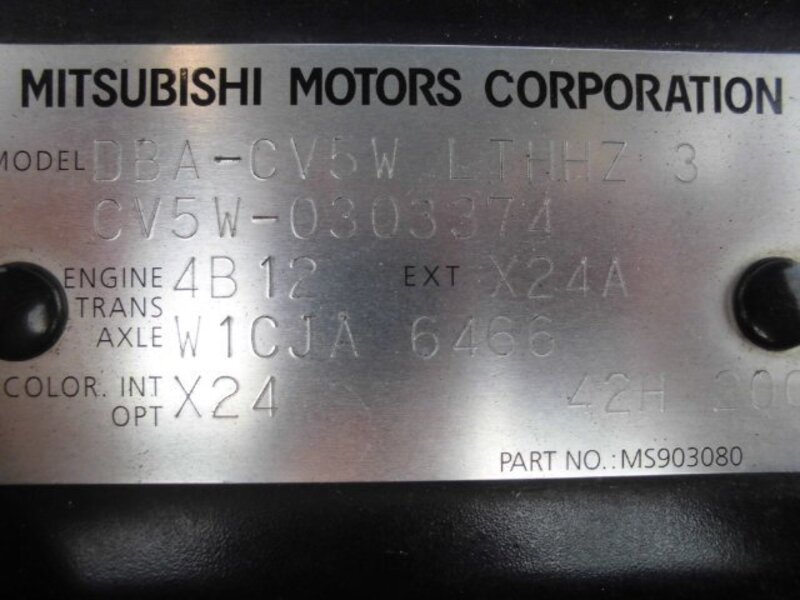 MITSUBISHI MOTORS CORPORATION
MODEL DBA-CV5W LTHHZ 3
CV5W-0303374
ENGINE 4B12 EXT X24A
TRANS
AXLE W1CJA 6466
COLOR. INT X24 42H 200
OPT
PART NO.:MS903080